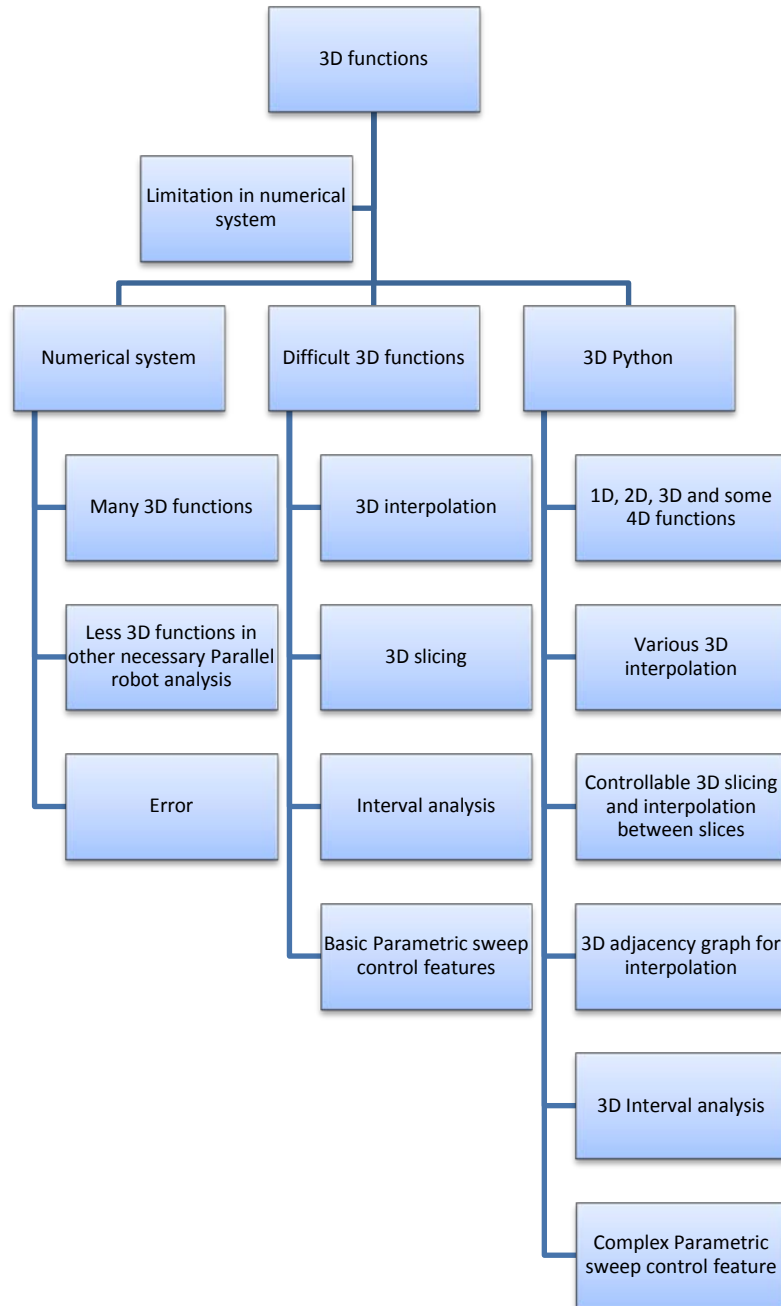 3D functions
Limitation in numerical
system
Numerical system
Difficult 3D functions
3D Python
Many 3D functions
3D interpolation
1D, 2D, 3D and some
4D functions
Less 3D functions in
other necessary Parallel
robot analysis
3D slicing
Various 3D
interpolation
Error
Interval analysis
Controllable 3D slicing
and interpolation
between slices
Basic Parametric sweep
control features
3D adjacency graph for
interpolation
3D Interval analysis
Complex Parametric
sweep control feature